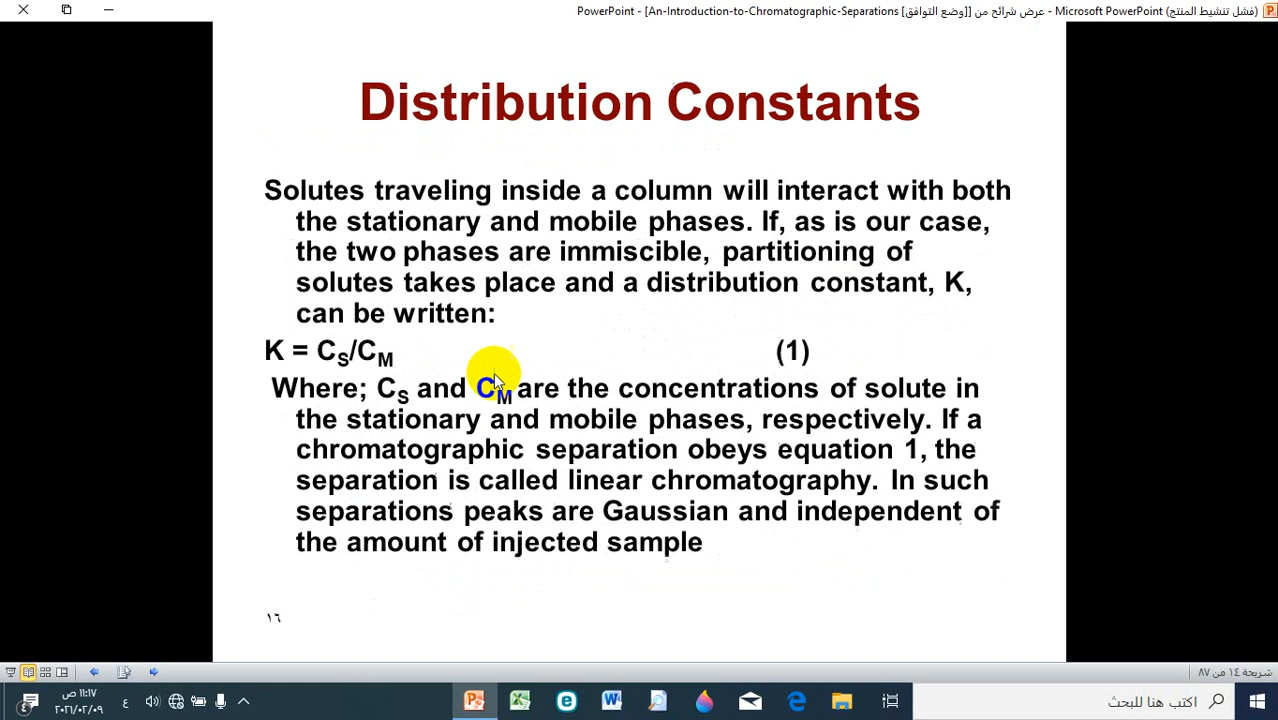 PowerPoint - [An-Introduction-to-Chromatographic-Separations [وضع التوافق]] عرض شرائح من - Microsoft PowerPoint (فشل تنشيط المنتج)
Distribution Constants
Solutes traveling inside a column will interact with both
the stationary and mobile phases. If, as is our case,
the two phases are immiscible, partitioning of
solutes takes place and a distribution constant, K,
can be written:
K = CS/CM (1)
Where; CS and CM are the concentrations of solute in
the stationary and mobile phases, respectively. If a
chromatographic separation obeys equation 1, the
separation is called linear chromatography. In such
separations peaks are Gaussian and independent of
the amount of injected sample
١٦
شريحة ١٤ من ٨٧
١١:١٧ ص
٢٠٢١/٠٢/٠٩
ع
اكتب هنا للبحث